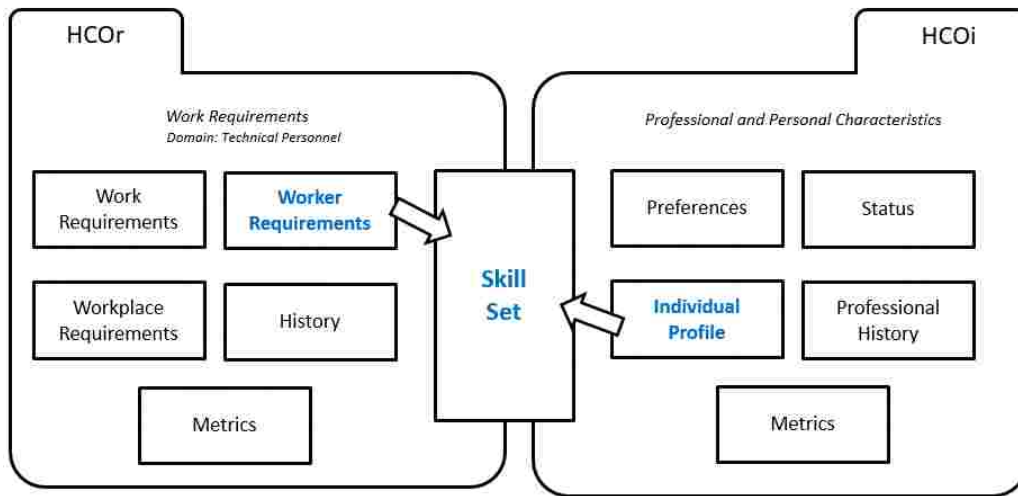 HCOr
HCOi
Work Requirements
Domain: Technical Personnel
Professional and Personal Characteristics
Work
Requirements
Worker
Requirements
Preferences
Status
Skill
Set
Workplace
Requirements
History
Individual
Profile
Professional
History
Metrics
Metrics